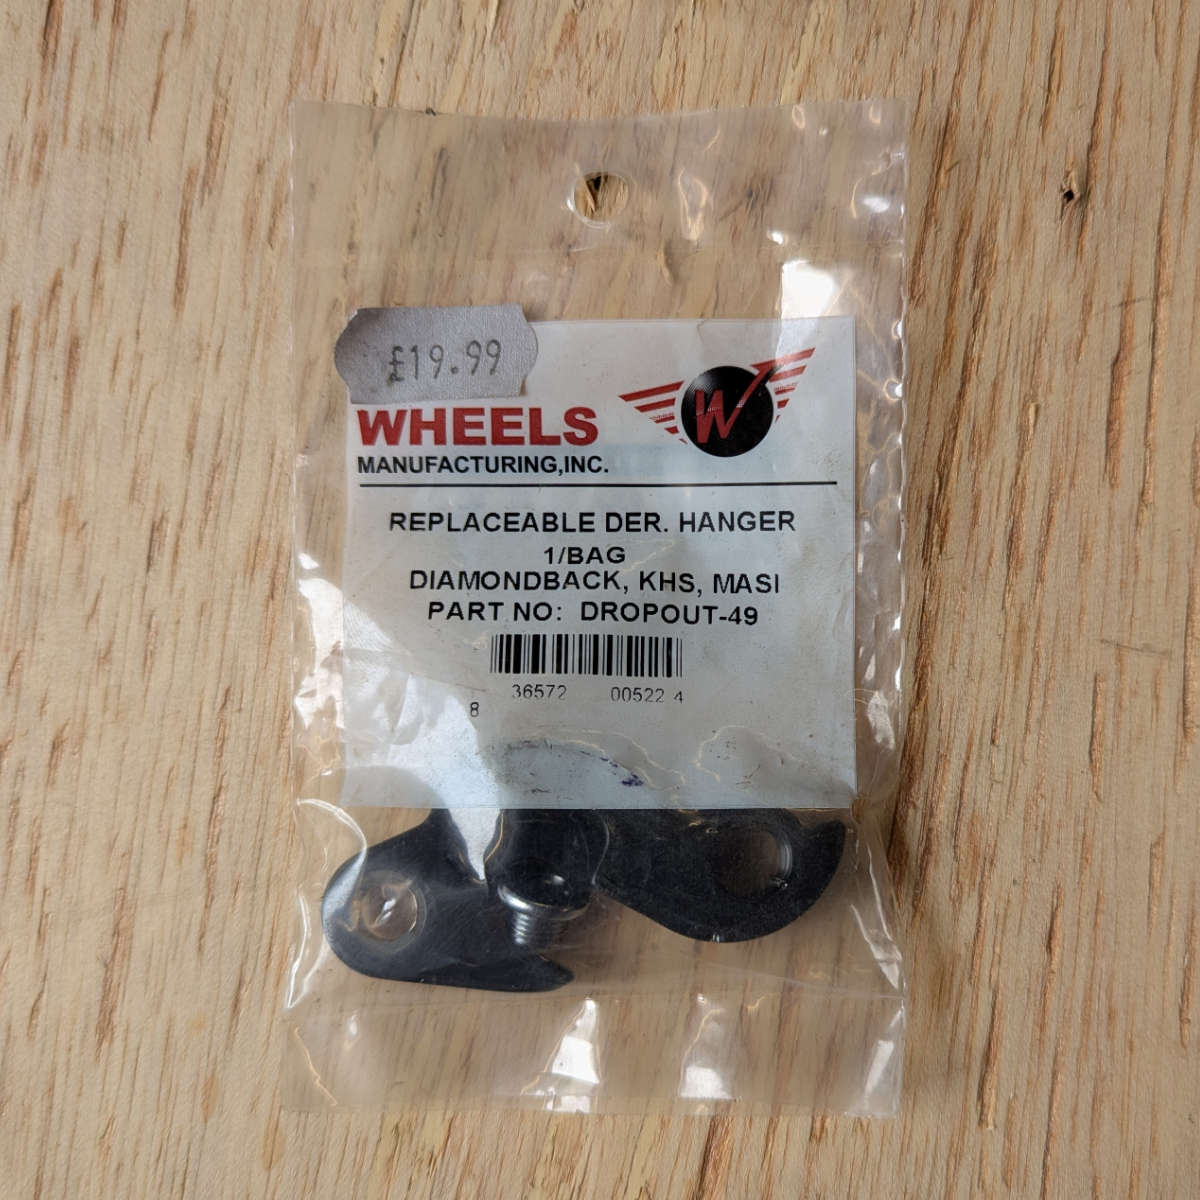 £19.99
W
WHEELS
MANUFACTURING,INC.
REPLACEABLE DER. HANGER
1/BAG
DIAMONDBACK, KHS, MASI
PART NO: DROPOUT-49
8 36572 00522 4